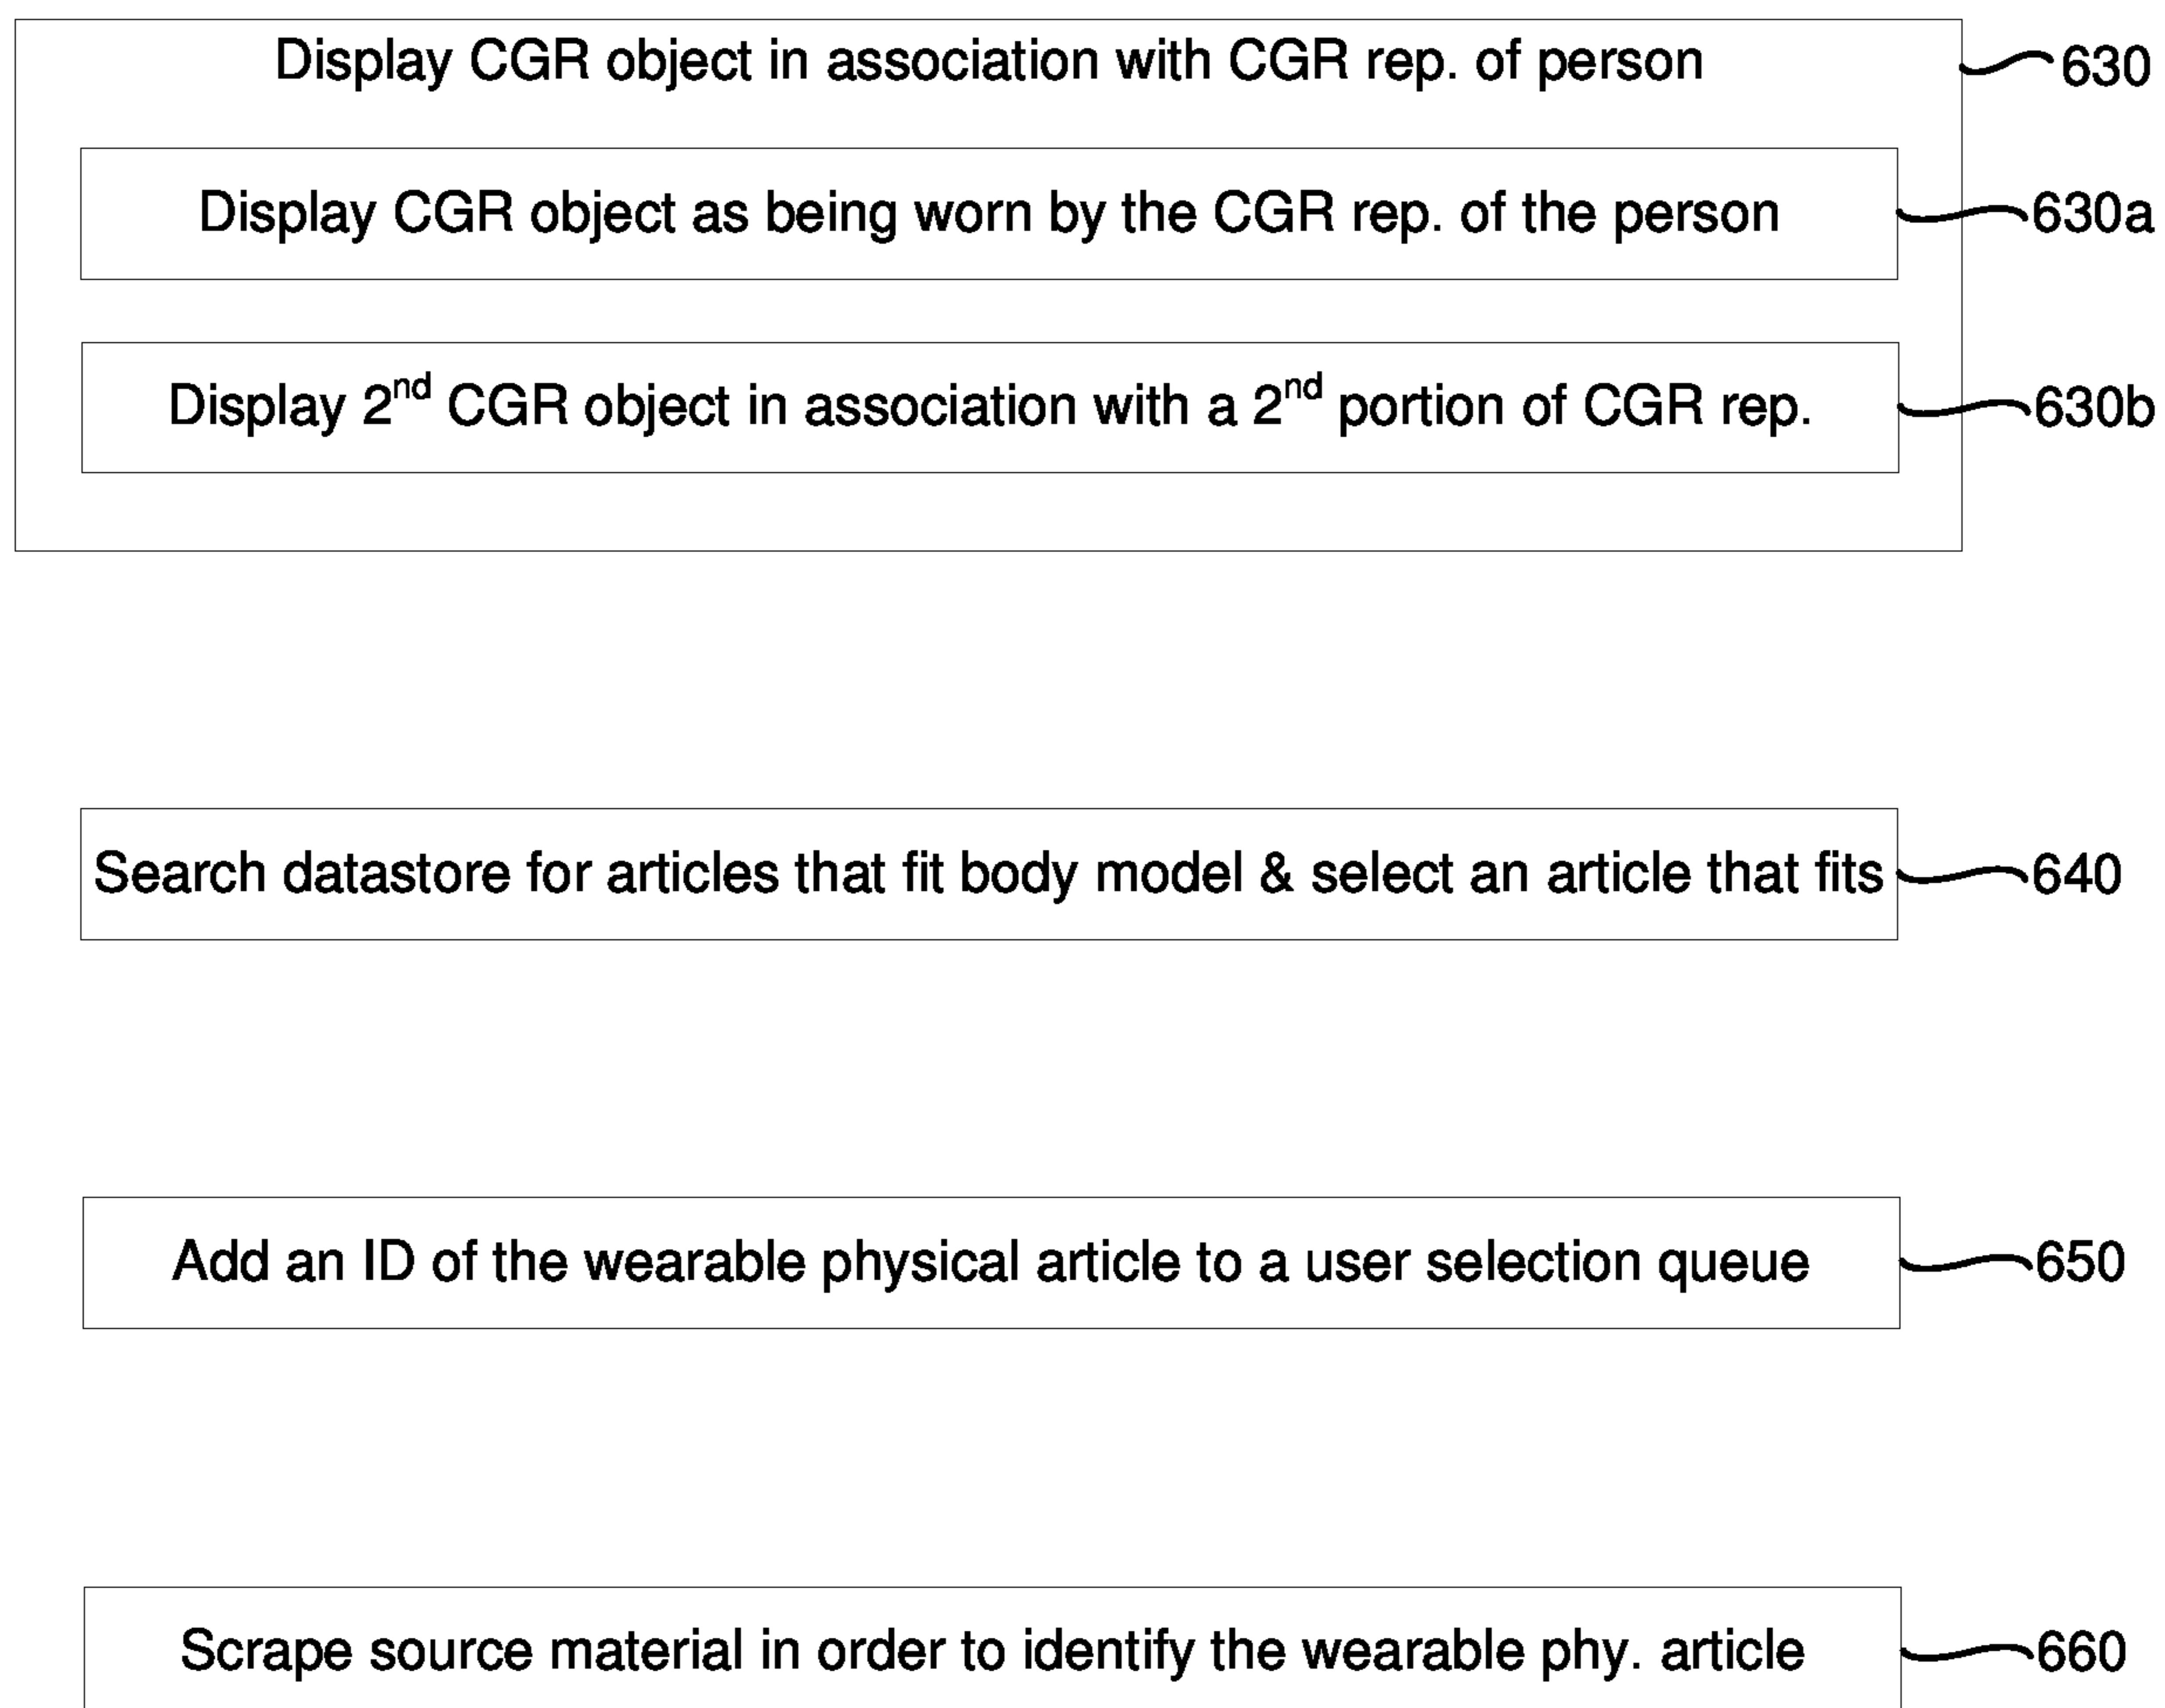 Display CGR object in association with CGR rep. of person 630
Display CGR object as being worn by the CGR rep. of the person 630a
Display 2nd CGR object in association with a 2nd portion of CGR rep. 630b
Search datastore for articles that fit body model & select an article that fits 640
Add an ID of the wearable physical article to a user selection queue 650
Scrape source material in order to identify the wearable phy. article 660